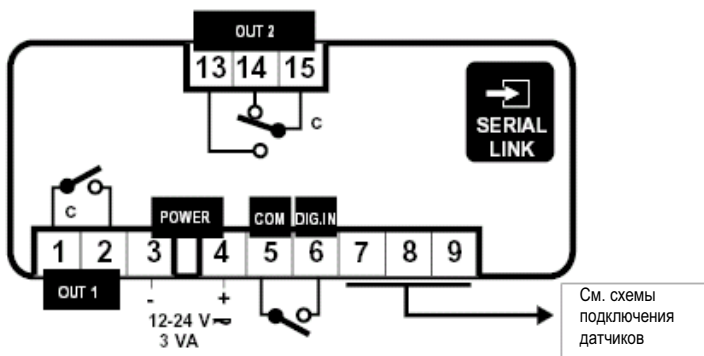 OUT 2
13 14 15
C
SERIAL
LINK
C
POWER
COM DIG.IN
1 2 3 4 5 6 7 8 9
OUT 1
- +
12-24 V
3 VA
См. схемы
подключения
датчиков